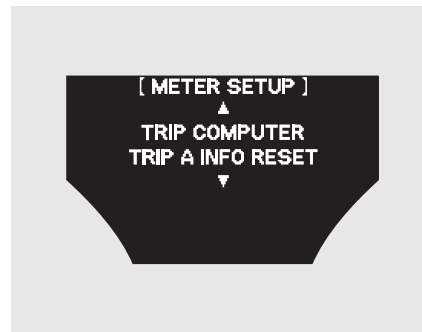 [ METER SETUP ]
▲
TRIP COMPUTER
TRIP A INFO RESET
▼